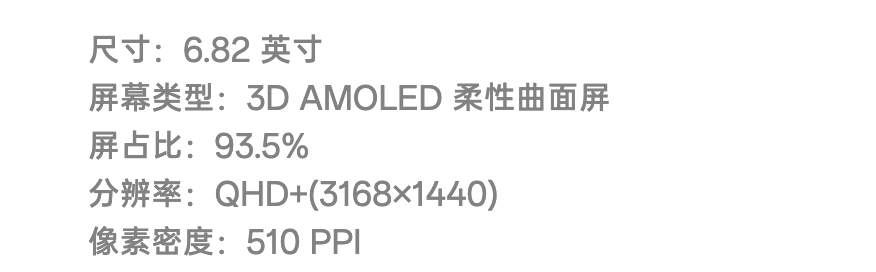 尺寸：6.82 英寸
屏幕类型：3D AMOLED 柔性曲面屏
屏占比：93.5%
分辨率：QHD+(3168×1440)
像素密度：510 PPI